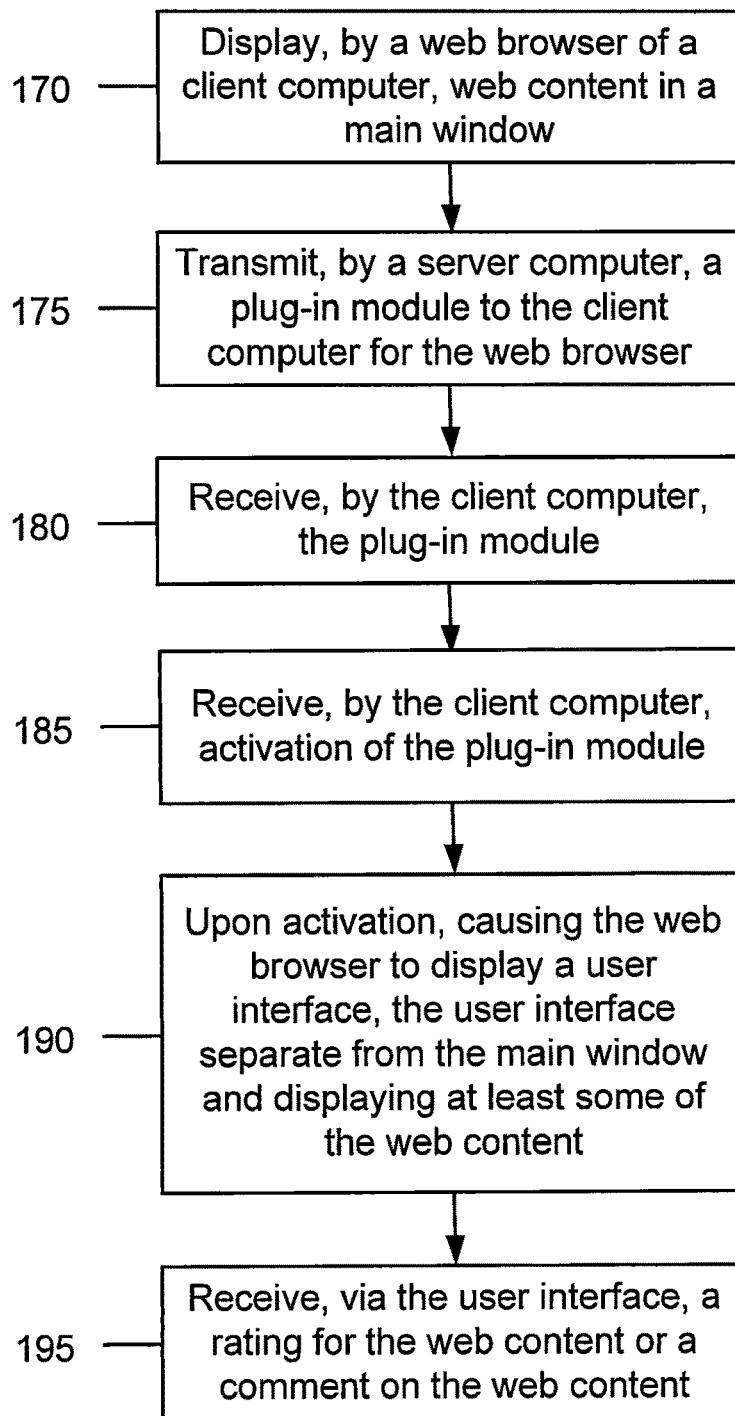 170
Display, by a web browser of a
client computer, web content in a
main window
175
Transmit, by a server computer, a
plug-in module to the client
computer for the web browser
180
Receive, by the client computer,
the plug-in module
185
Receive, by the client computer,
activation of the plug-in module
190
Upon activation, causing the web
browser to display a user
interface, the user interface
separate from the main window
and displaying at least some of
the web content
195
Receive, via the user interface, a
rating for the web content or a
comment on the web content